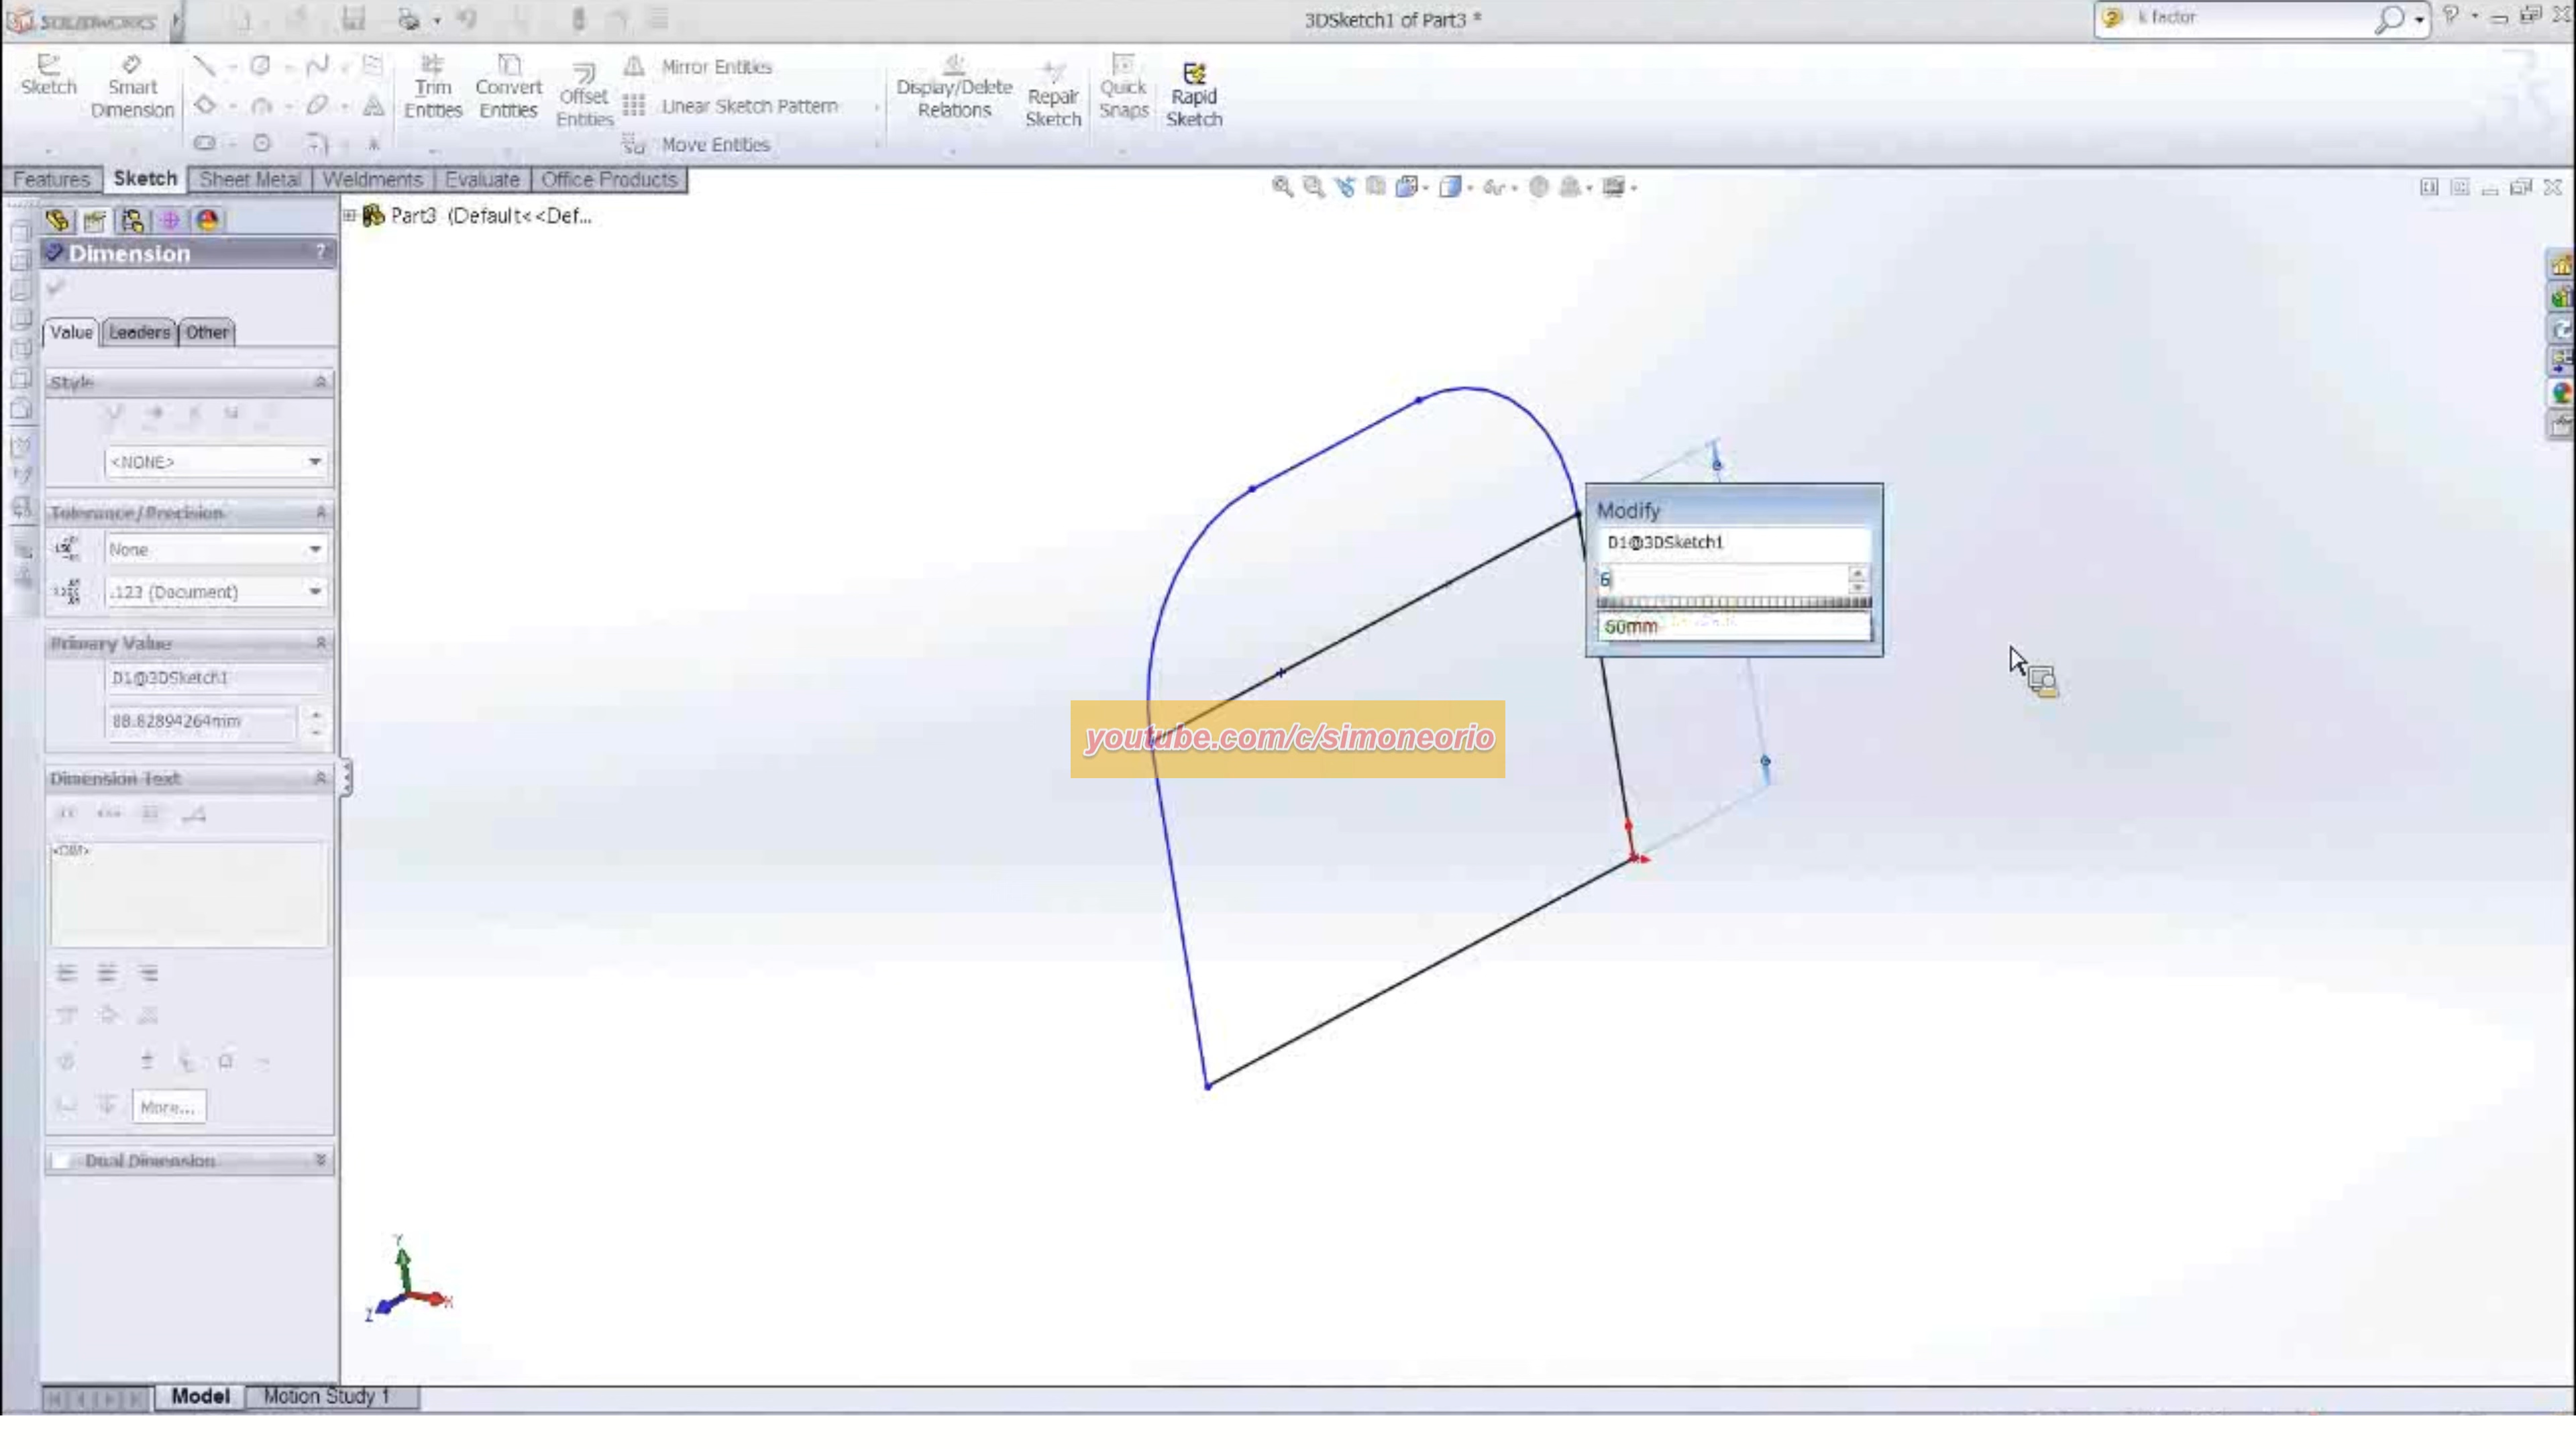 SOLIDWORKS
3DSketch1 of Part3 *
k factor
Sketch
Smart Dimension
Trim Entities
Convert Entities
Offset Entities
Mirror Entities
Linear Sketch Pattern
Move Entities
Display/Delete Relations
Repair Sketch
Quick Snaps
Rapid Sketch
Features
Sketch
Sheet Metal
Weldments
Evaluate
Office Products
Part3 (Default<<Def...
Dimension
?
Value
Leaders
Other
Style
<NONE>
Tolerance/Precision
None
.123 (Document)
Primary Value
D1@3DSketch1
88.82894264mm
Dimension Text
<DIM>
More...
Dual Dimension
Modify
D1@3DSketch1
6
60mm
youtube.com/c/simoneorio
Y
X
Z
Model
Motion Study 1